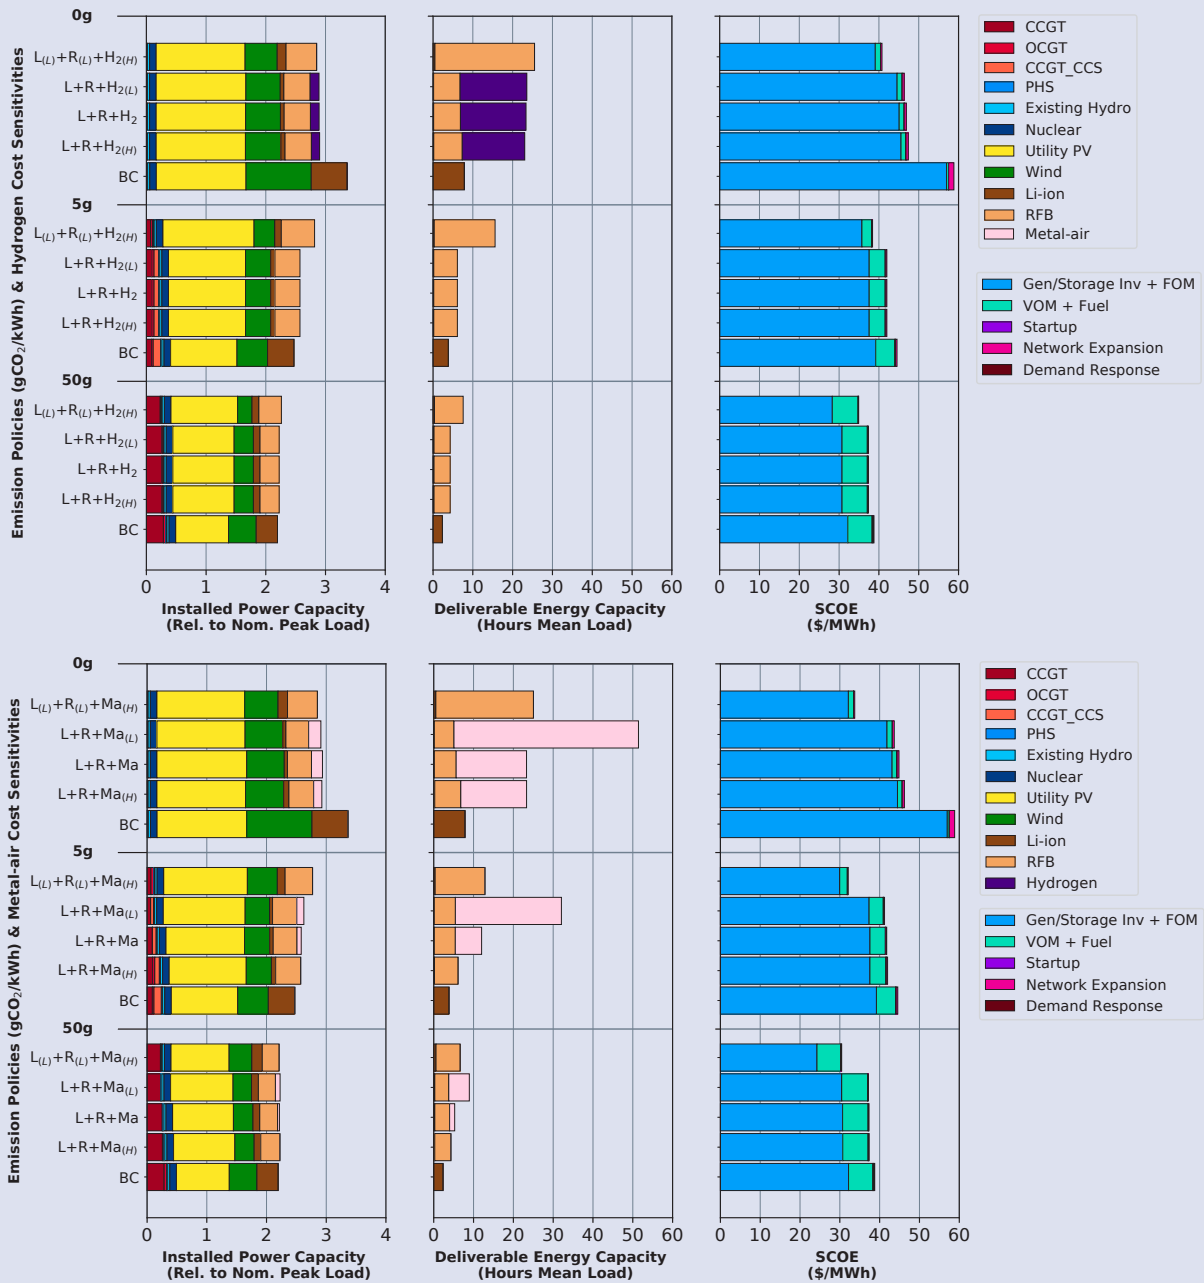 Emission Policies (gCO₂/kWh) & Hydrogen Cost Sensitivities
0g
L(L)+R(L)+H2(H)
L+R+H2(L)
L+R+H2
L+R+H2(H)
BC
5g
L(L)+R(L)+H2(H)
L+R+H2(L)
L+R+H2
L+R+H2(H)
BC
50g
L(L)+R(L)+H2(H)
L+R+H2(L)
L+R+H2
L+R+H2(H)
BC
0 1 2 3 4
Installed Power Capacity
(Rel. to Nom. Peak Load)
0 10 20 30 40 50 60
Deliverable Energy Capacity
(Hours Mean Load)
0 10 20 30 40 50 60
SCOE
($/MWh)
CCGT
OCGT
CCGT_CCS
PHS
Existing Hydro
Nuclear
Utility PV
Wind
Li-ion
RFB
Metal-air
Gen/Storage Inv + FOM
VOM + Fuel
Startup
Network Expansion
Demand Response
Emission Policies (gCO₂/kWh) & Metal-air Cost Sensitivities
0g
L(L)+R(L)+Ma(H)
L+R+Ma(L)
L+R+Ma
L+R+Ma(H)
BC
5g
L(L)+R(L)+Ma(H)
L+R+Ma(L)
L+R+Ma
L+R+Ma(H)
BC
50g
L(L)+R(L)+Ma(H)
L+R+Ma(L)
L+R+Ma
L+R+Ma(H)
BC
0 1 2 3 4
Installed Power Capacity
(Rel. to Nom. Peak Load)
0 10 20 30 40 50 60
Deliverable Energy Capacity
(Hours Mean Load)
0 10 20 30 40 50 60
SCOE
($/MWh)
CCGT
OCGT
CCGT_CCS
PHS
Existing Hydro
Nuclear
Utility PV
Wind
Li-ion
RFB
Hydrogen
Gen/Storage Inv + FOM
VOM + Fuel
Startup
Network Expansion
Demand Response